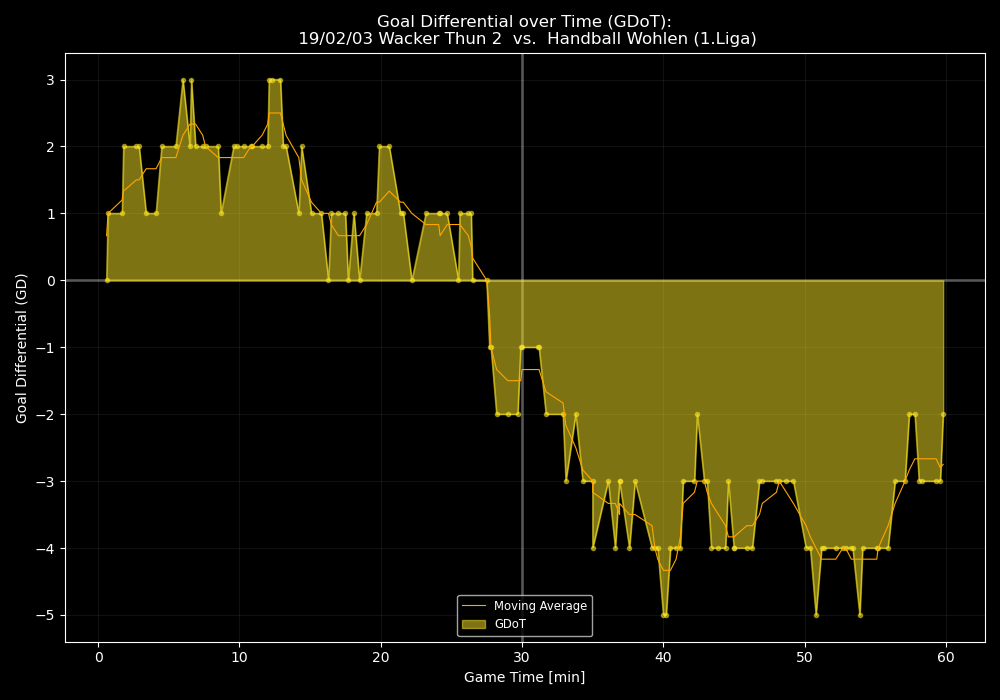 Goal Differential over Time (GDoT):
19/02/03 Wacker Thun 2  vs.  Handball Wohlen (1.Liga)
Goal Differential (GD)
3
2
1
0
−1
−2
−3
−4
−5
Moving Average
GDoT
0
10
20
30
40
50
60
Game Time [min]